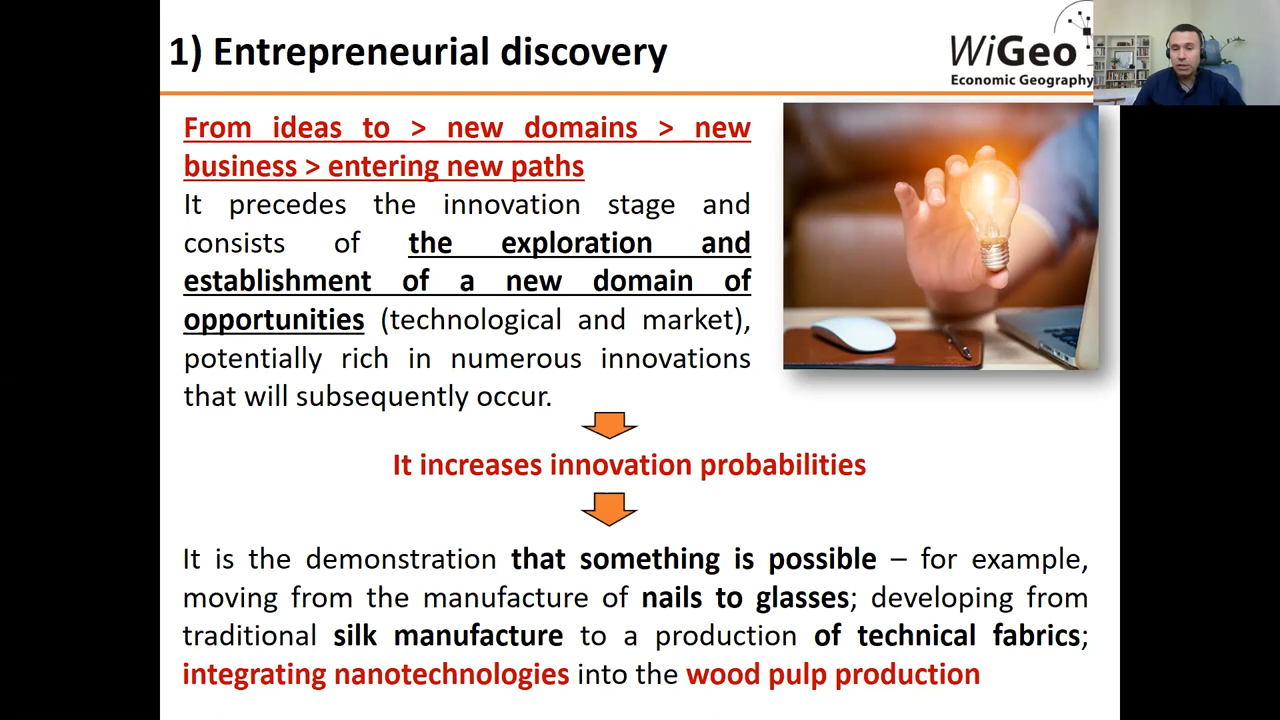 1) Entrepreneurial discovery
WiGeo
Economic Geography
From ideas to > new domains > new
business > entering new paths
It precedes the innovation stage and
consists of the exploration and
establishment of a new domain of
opportunities (technological and market),
potentially rich in numerous innovations
that will subsequently occur.
It increases innovation probabilities
It is the demonstration that something is possible – for example,
moving from the manufacture of nails to glasses; developing from
traditional silk manufacture to a production of technical fabrics;
integrating nanotechnologies into the wood pulp production